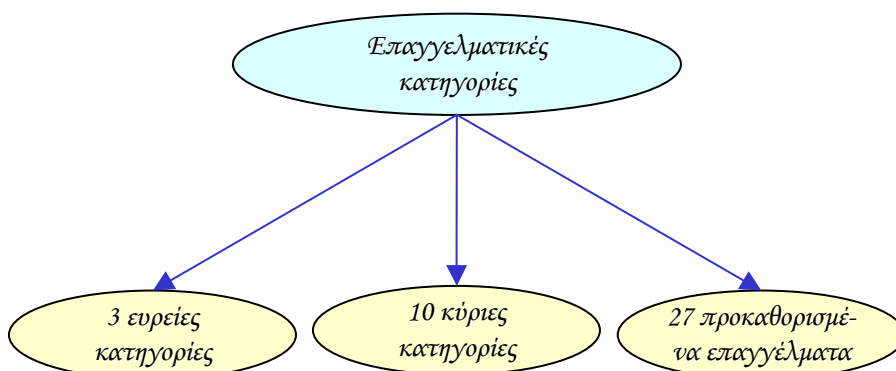 Επαγγελματικές
κατηγορίες
3 ευρείες
κατηγορίες
10 κύριες
κατηγορίες
27 προκαθορισμέ-
να επαγγέλματα